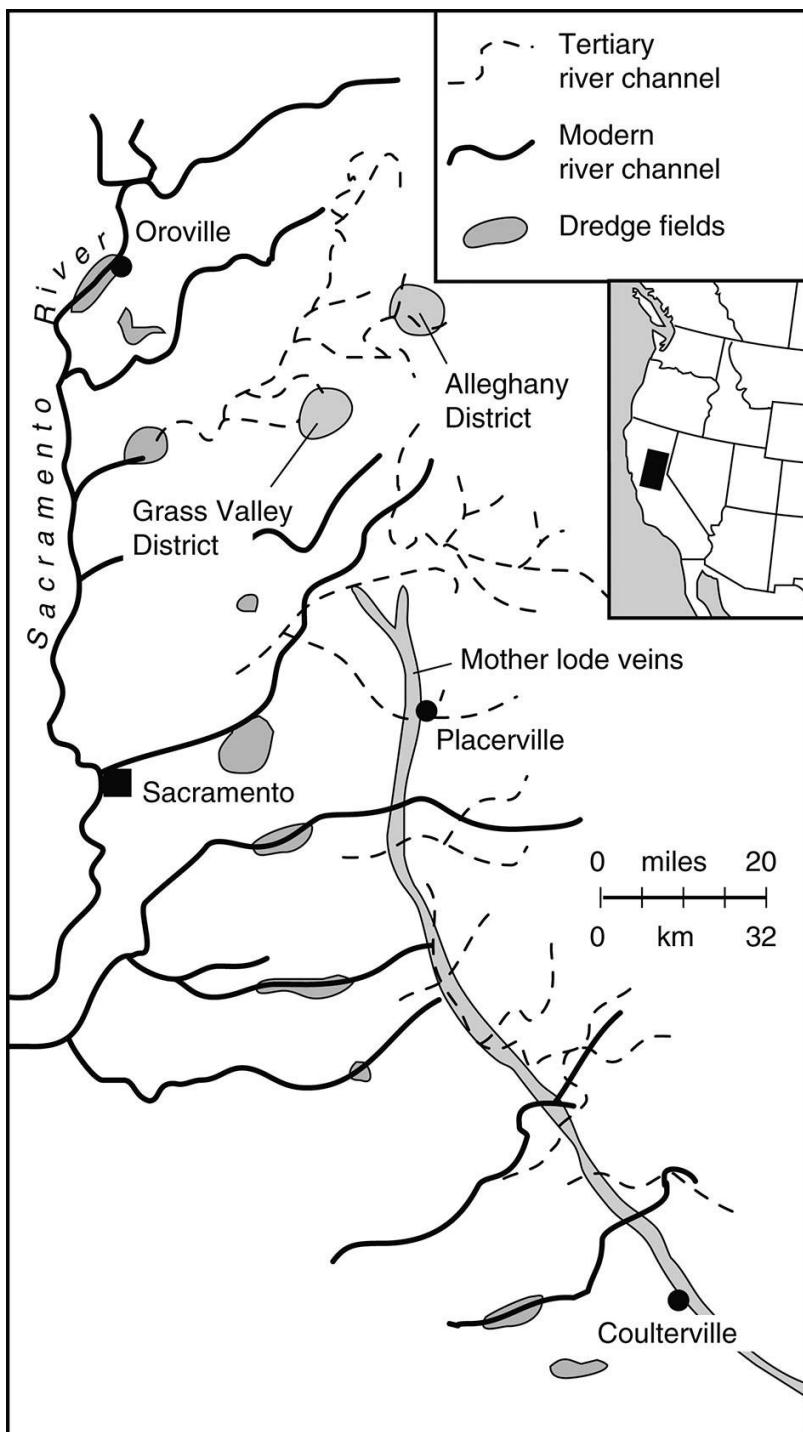 Tertiary
river channel
Modern
river channel
Dredge fields
Oroville
Sacramento River
Alleghany
District
Grass Valley
District
Mother lode veins
Placerville
Sacramento
0 miles 20
0 km 32
Coulterville